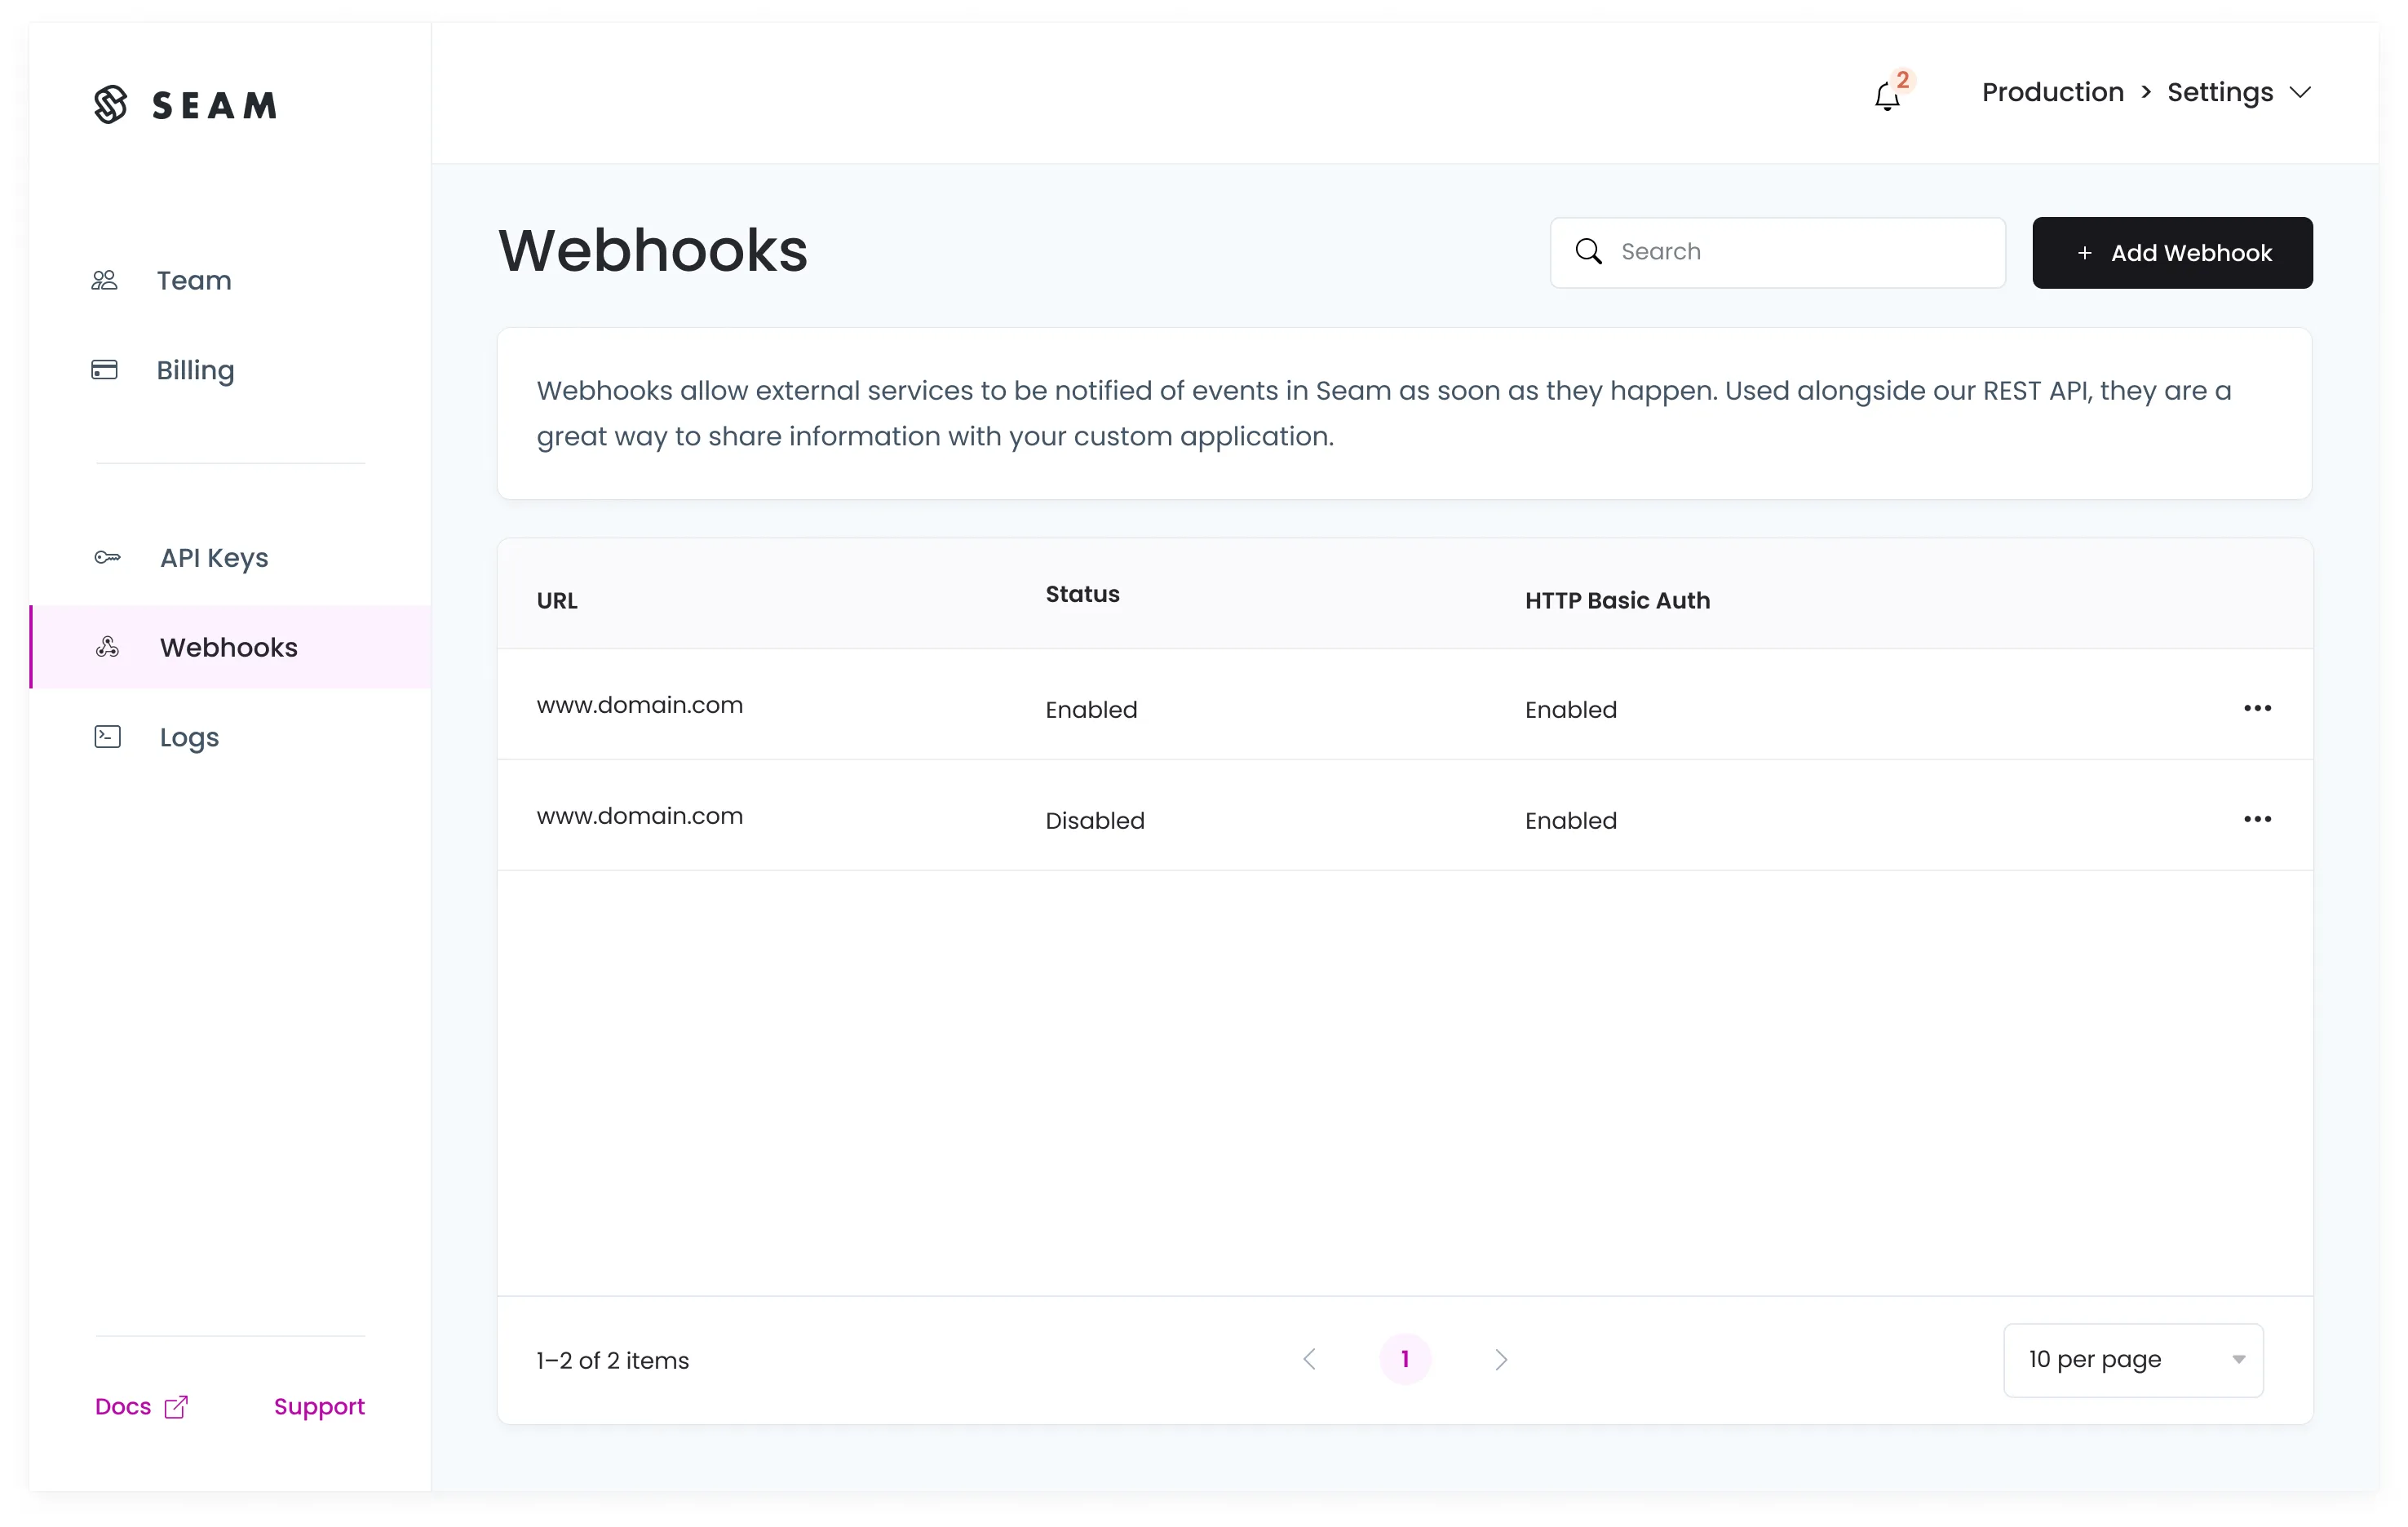 SEAM
2
Production > Settings
Team
Billing
API Keys
Webhooks
Logs
Docs
Support
Webhooks
Search
+ Add Webhook
Webhooks allow external services to be notified of events in Seam as soon as they happen. Used alongside our REST API, they are a
great way to share information with your custom application.
URL Status HTTP Basic Auth
www.domain.com Enabled Enabled
www.domain.com Disabled Enabled
1–2 of 2 items
1
10 per page